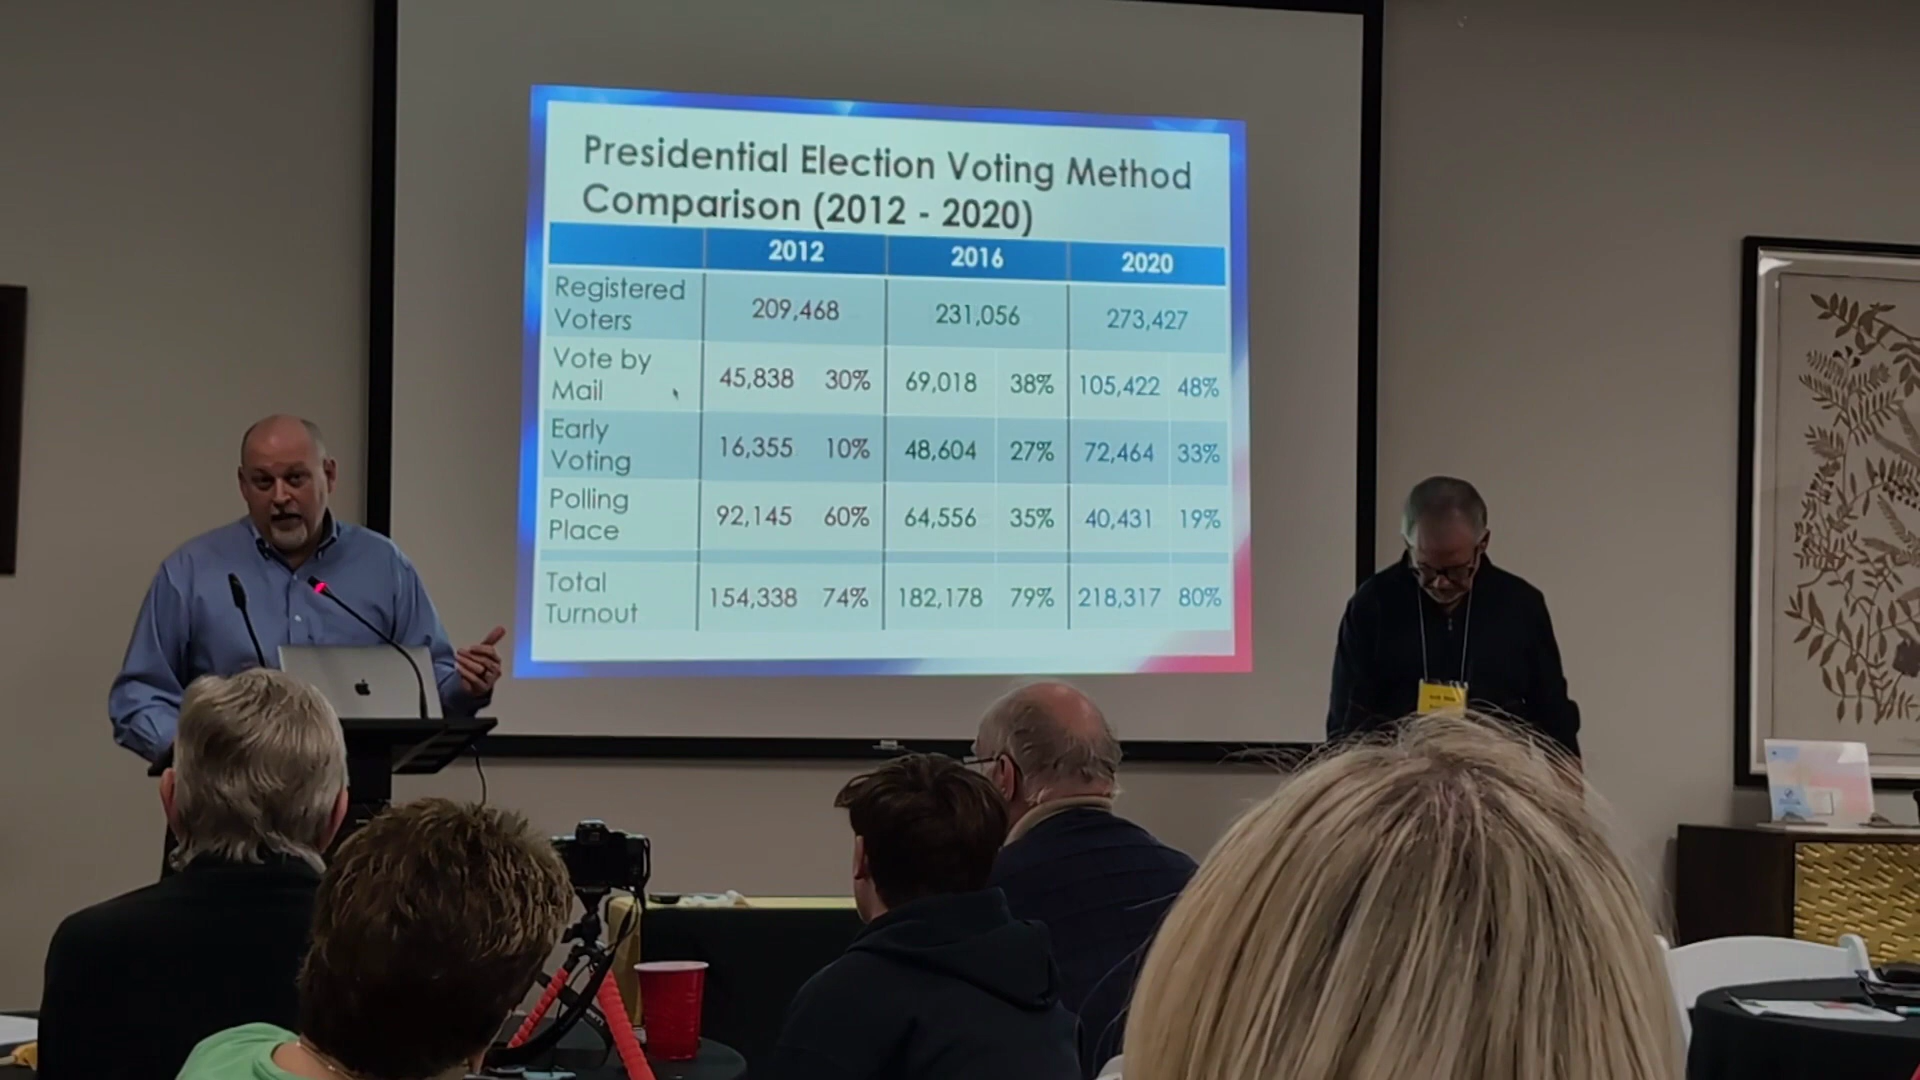 Presidential Election Voting Method
Comparison (2012 - 2020)
2012 2016 2020
Registered
Voters
209,468 231,056 273,427
Vote by
Mail
45,838 30% 69,018 38% 105,422 48%
Early
Voting
16,355 10% 48,604 27% 72,464 33%
Polling
Place
92,145 60% 64,556 35% 40,431 19%
Total
Turnout
154,338 74% 182,178 79% 218,317 80%